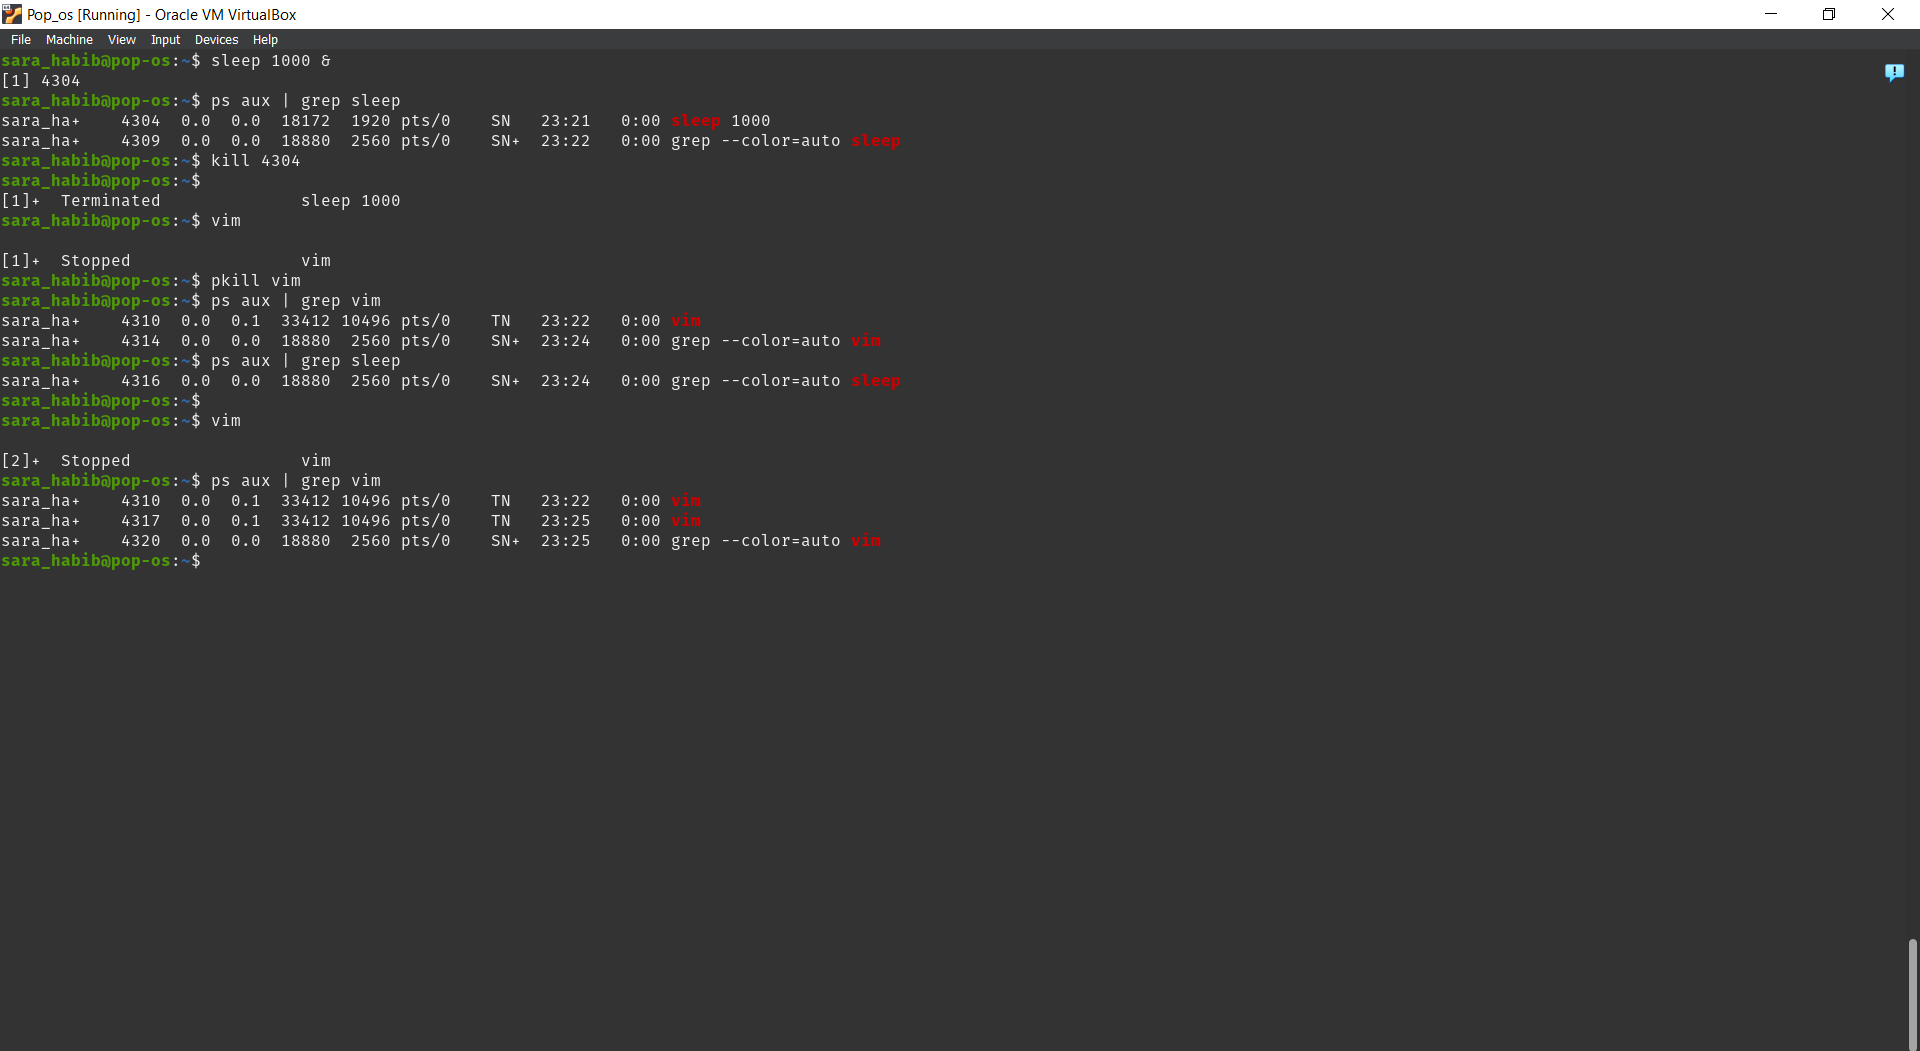 Pop_os [Running] - Oracle VM VirtualBox
File Machine View Input Devices Help
sara_habib@pop-os:~$ sleep 1000 &
[1] 4304
sara_habib@pop-os:~$ ps aux | grep sleep
sara_ha+    4304  0.0  0.0  18172  1920 pts/0    SN   23:21   0:00 sleep 1000
sara_ha+    4309  0.0  0.0  18880  2560 pts/0    SN+  23:22   0:00 grep --color=auto sleep
sara_habib@pop-os:~$ kill 4304
sara_habib@pop-os:~$
[1]+  Terminated              sleep 1000
sara_habib@pop-os:~$ vim
[1]+  Stopped                 vim
sara_habib@pop-os:~$ pkill vim
sara_habib@pop-os:~$ ps aux | grep vim
sara_ha+    4310  0.0  0.1  33412 10496 pts/0    TN   23:22   0:00 vim
sara_ha+    4314  0.0  0.0  18880  2560 pts/0    SN+  23:24   0:00 grep --color=auto vim
sara_habib@pop-os:~$ ps aux | grep sleep
sara_ha+    4316  0.0  0.0  18880  2560 pts/0    SN+  23:24   0:00 grep --color=auto sleep
sara_habib@pop-os:~$
sara_habib@pop-os:~$ vim
[2]+  Stopped                 vim
sara_habib@pop-os:~$ ps aux | grep vim
sara_ha+    4310  0.0  0.1  33412 10496 pts/0    TN   23:22   0:00 vim
sara_ha+    4317  0.0  0.1  33412 10496 pts/0    TN   23:25   0:00 vim
sara_ha+    4320  0.0  0.0  18880  2560 pts/0    SN+  23:25   0:00 grep --color=auto vim
sara_habib@pop-os:~$